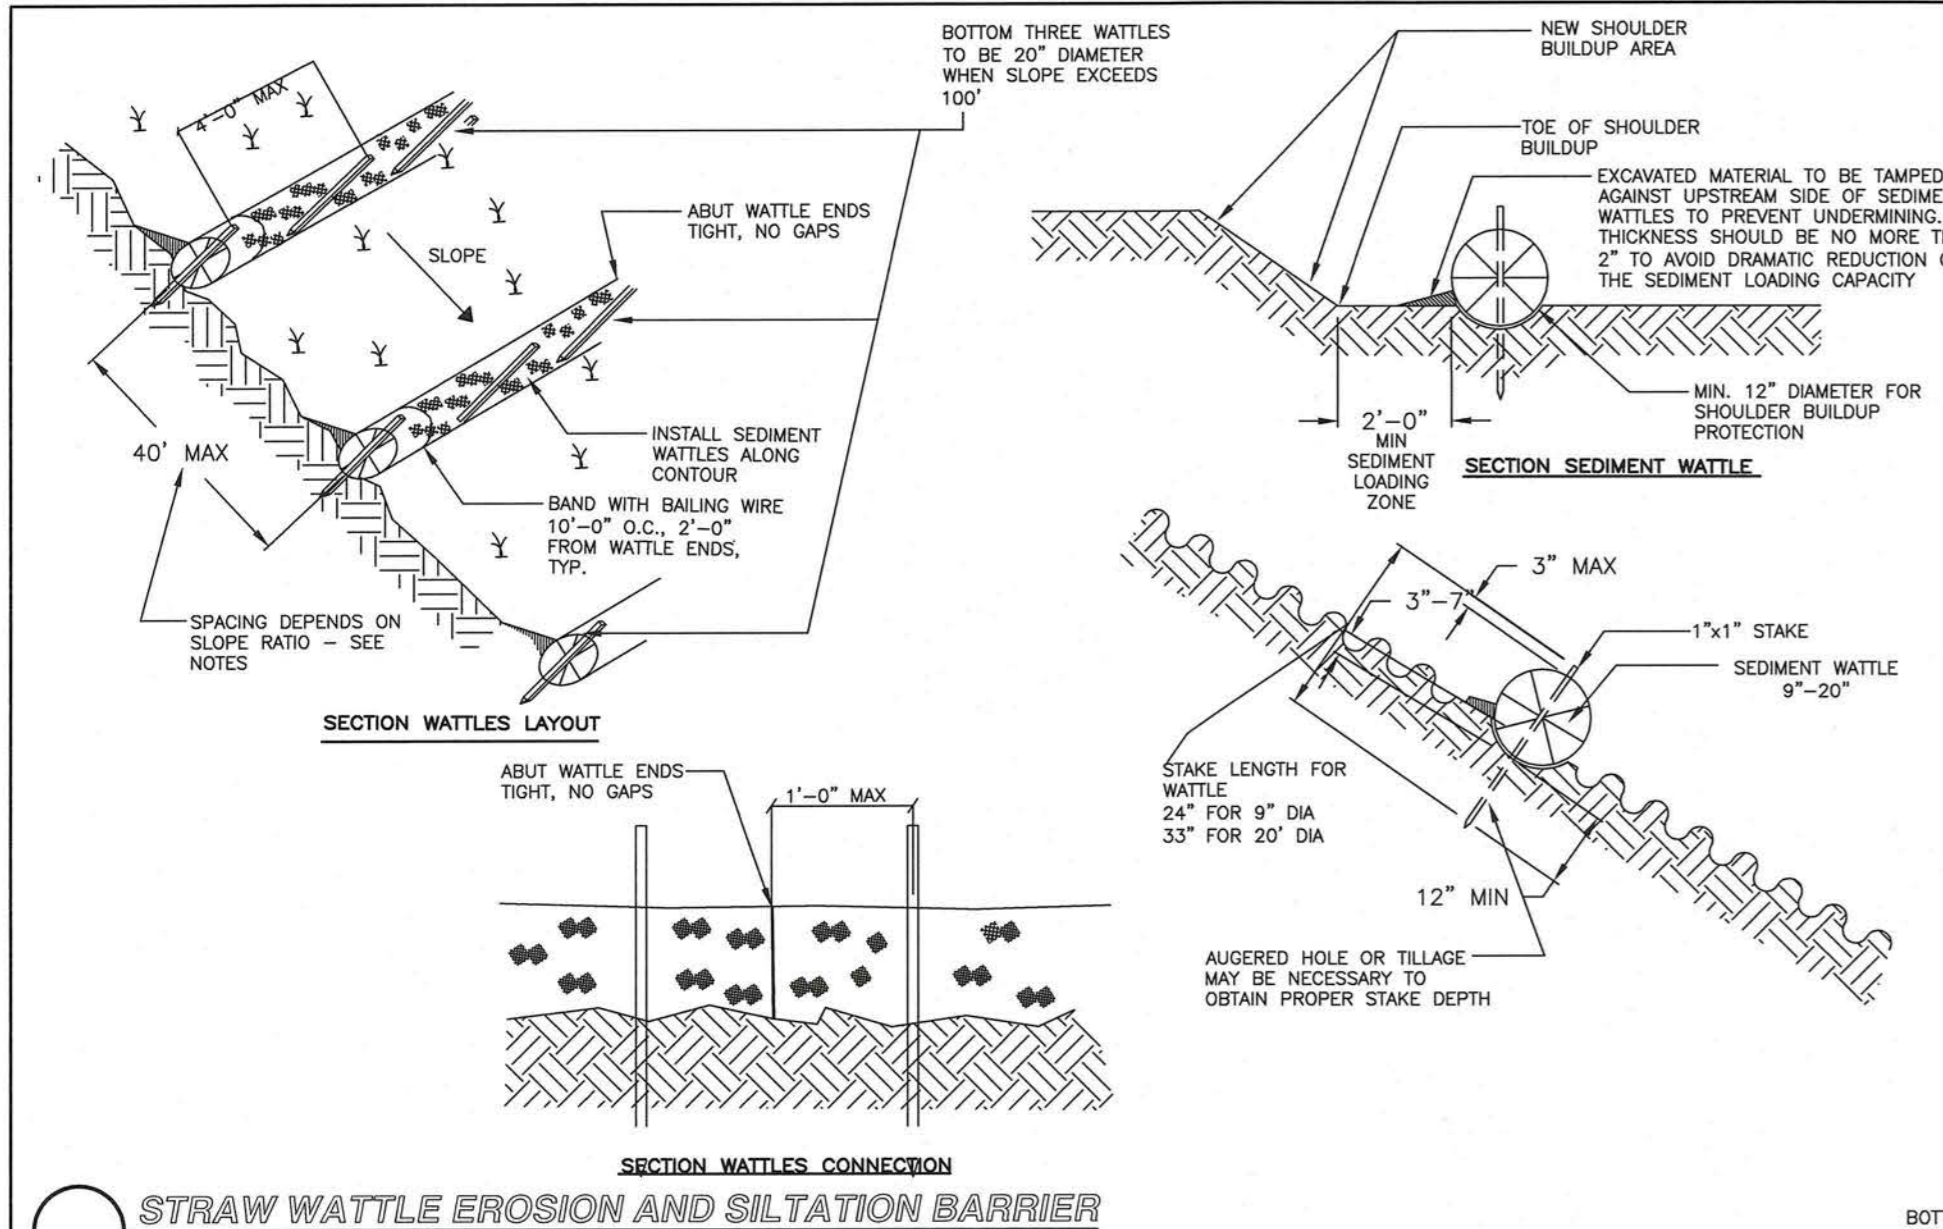 BOTTOM THREE WATTLES
TO BE 20" DIAMETER
WHEN SLOPE EXCEEDS
100'
4'-0" MAX
SLOPE
ABUT WATTLE ENDS
TIGHT, NO GAPS
40' MAX
INSTALL SEDIMENT
WATTLES ALONG
CONTOUR
BAND WITH BAILING WIRE
10'-0" O.C., 2'-0"
FROM WATTLE ENDS,
TYP.
SPACING DEPENDS ON
SLOPE RATIO - SEE
NOTES
SECTION WATTLES LAYOUT
NEW SHOULDER
BUILDUP AREA
TOE OF SHOULDER
BUILDUP
EXCAVATED MATERIAL TO BE TAMPED
AGAINST UPSTREAM SIDE OF
WATTLES TO PREVENT UNDERMINING.
THICKNESS SHOULD BE NO MORE
2" TO AVOID DRAMATIC REDUCTION
THE SEDIMENT LOADING CAPACITY
MIN. 12" DIAMETER FOR
SHOULDER BUILDUP
PROTECTION
2'-0"
MIN
SEDIMENT
LOADING
ZONE
SECTION SEDIMENT WATTLE
3" MAX
3"-7"
1"x1" STAKE
SEDIMENT WATTLE
9"-20"
STAKE LENGTH FOR
WATTLE
24" FOR 9" DIA
33" FOR 20' DIA
12" MIN
AUGERED HOLE OR TILLAGE
MAY BE NECESSARY TO
OBTAIN PROPER STAKE DEPTH
ABUT WATTLE ENDS
TIGHT, NO GAPS
1'-0" MAX
SECTION WATTLES CONNECTION
STRAW WATTLE EROSION AND SILTATION BARRIER